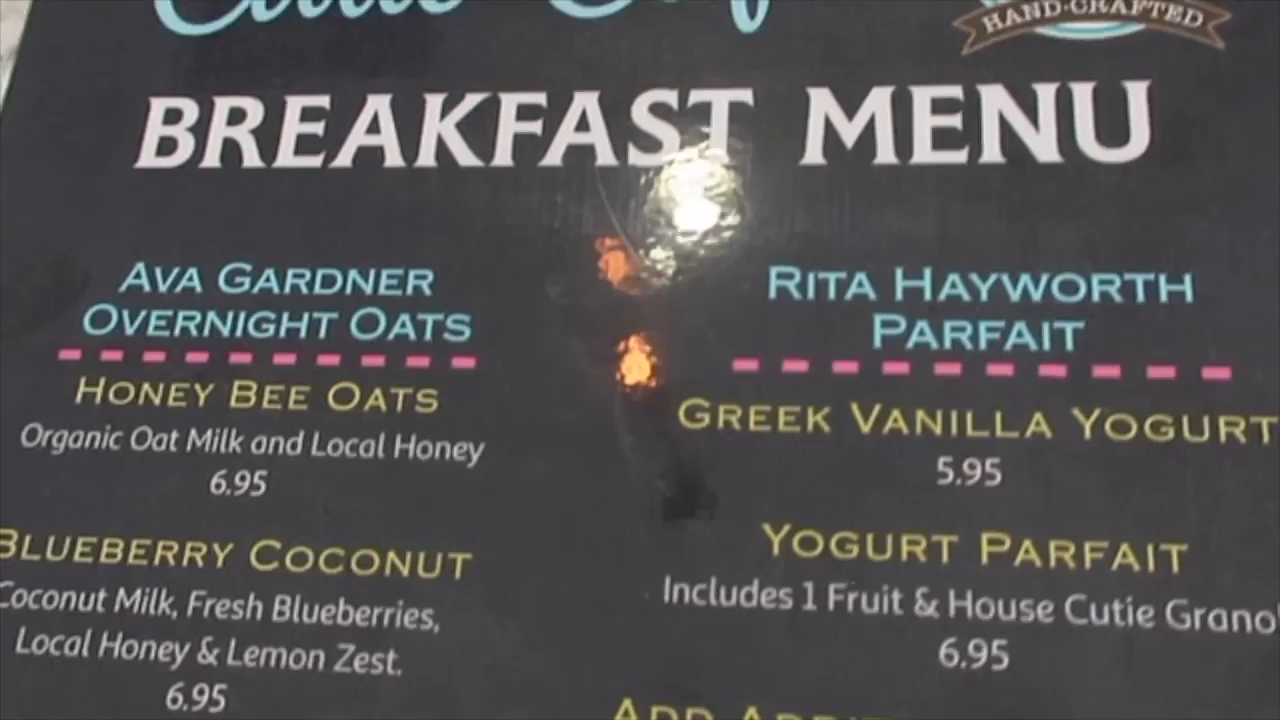 HAND-CRAFTED
BREAKFAST MENU
AVA GARDNER
OVERNIGHT OATS
HONEY BEE OATS
Organic Oat Milk and Local Honey
6.95
BLUEBERRY COCONUT
Coconut Milk, Fresh Blueberries,
Local Honey & Lemon Zest.
6.95
RITA HAYWORTH
PARFAIT
GREEK VANILLA YOGURT
5.95
YOGURT PARFAIT
Includes 1 Fruit & House Cutie Grano
6.95
ADD